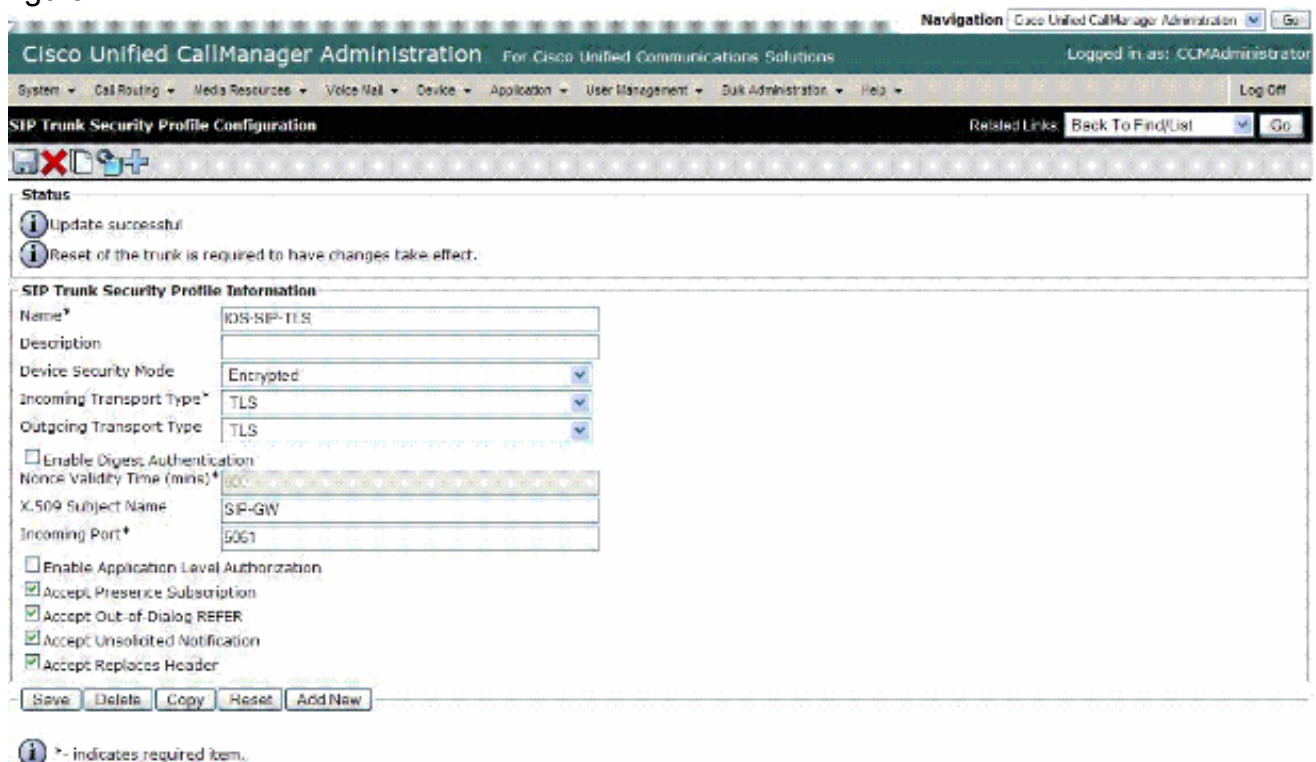 Navigation Cisco Unified CallManager Administration Go
Cisco Unified CallManager Administration For Cisco Unified Communications Solutions Logged in as: CCMAdministrator
System Call Routing Media Resources Voice Mail Device Application User Management Bulk Administration Help Log Off
SIP Trunk Security Profile Configuration Related Links: Back To Find/List Go
Status
Update successful
Reset of the trunk is required to have changes take effect.
SIP Trunk Security Profile Information
Name* IOS-SIP-TLS
Description
Device Security Mode Encrypted
Incoming Transport Type* TLS
Outgoing Transport Type TLS
Enable Digest Authentication
Nonce Validity Time (mins)* 600
X.509 Subject Name SIP-GW
Incoming Port* 5061
Enable Application Level Authorization
Accept Presence Subscription
Accept Out-of-Dialog REFER
Accept Unsolicited Notification
Accept Replaces Header
Save Delete Copy Reset Add New
*- indicates required item.